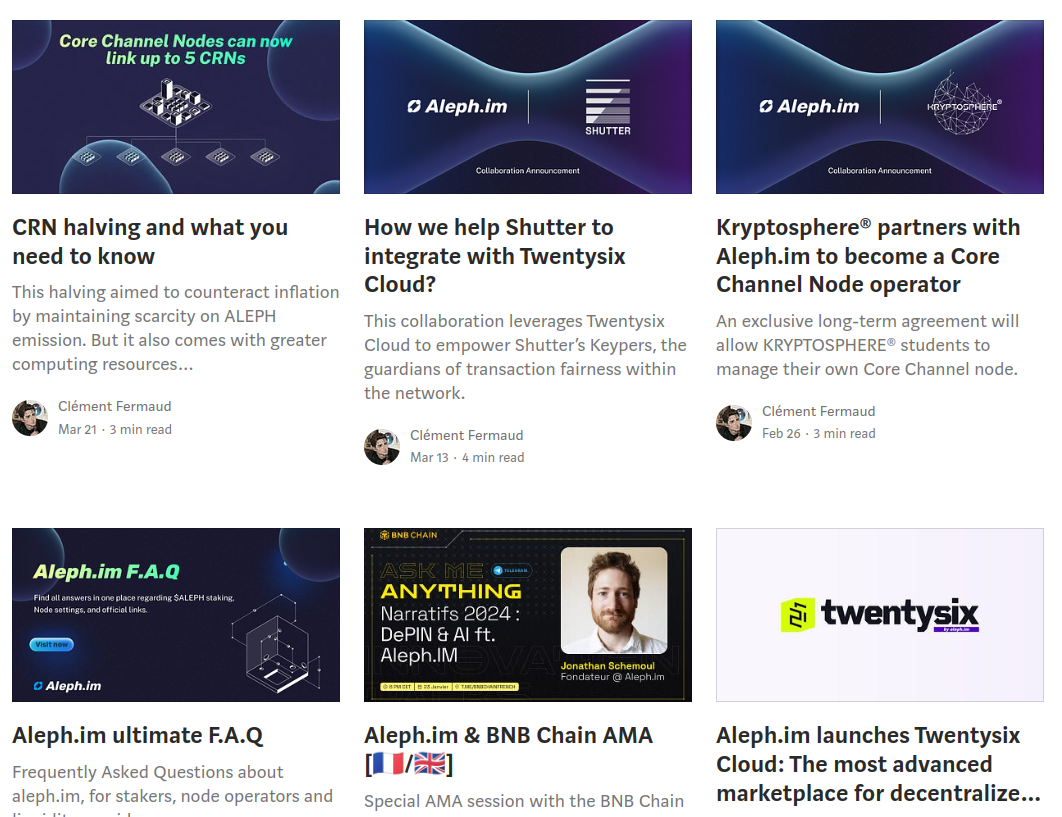 Core Channel Nodes can now
link up to 5 CRNs
CRN halving and what you
need to know
This halving aimed to counteract inflation
by maintaining scarcity on ALEPH
emission. But it also comes with greater
computing resources…
Clément Fermaud
Mar 21 · 3 min read
Aleph.im
SHUTTER
Collaboration Announcement
How we help Shutter to
integrate with Twentysix
Cloud?
This collaboration leverages Twentysix
Cloud to empower Shutter’s Keypers, the
guardians of transaction fairness within
the network.
Clément Fermaud
Mar 13 · 4 min read
Aleph.im
KRYPTOSPHERE®
Collaboration Announcement
Kryptosphere® partners with
Aleph.im to become a Core
Channel Node operator
An exclusive long-term agreement will
allow KRYPTOSPHERE® students to
manage their own Core Channel node.
Clément Fermaud
Feb 26 · 3 min read
Aleph.im F.A.Q
Find all answers in one place regarding $ALEPH staking,
Node settings, and official links.
Visit now
Aleph.im
Aleph.im ultimate F.A.Q
Frequently Asked Questions about
aleph.im, for stakers, node operators and
BNB CHAIN
ASK ME
TELEGRAM
ANYTHING
Narratifs 2024 :
DePIN & AI ft.
Aleph.IM
Jonathan Schemoul
Fondateur @ Aleph.im
6 PM CET
23 Janvier
T.ME/BNBCHAINFRENCH
Aleph.im & BNB Chain AMA
[🇫🇷/🇬🇧]
Special AMA session with the BNB Chain
twentysix
by aleph.im
Aleph.im launches Twentysix
Cloud: The most advanced
marketplace for decentralize…